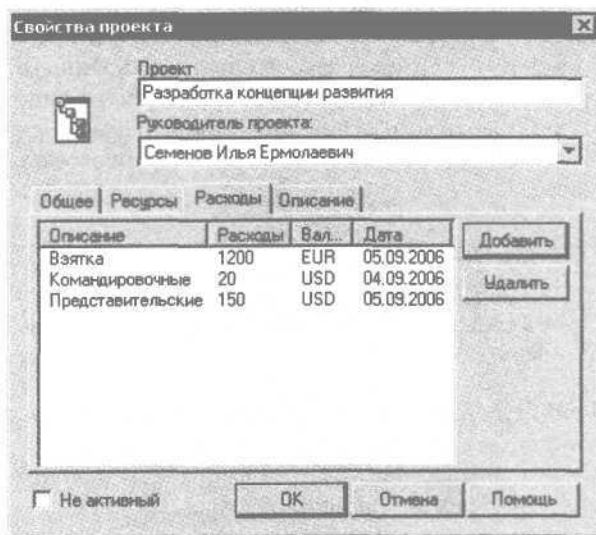 Свойства проекта
Проект
Разработка концепции развития
Руководитель проекта:
Семенов Илья Ермолаевич
Общее Ресурсы Расходы Описание
Описание Расходы Вал... Дата
Взятка 1200 EUR 05.09.2006
Командировочные 20 USD 04.09.2006
Представительские 150 USD 05.09.2006
Добавить
Удалить
Не активный
OK Отмена Помощь